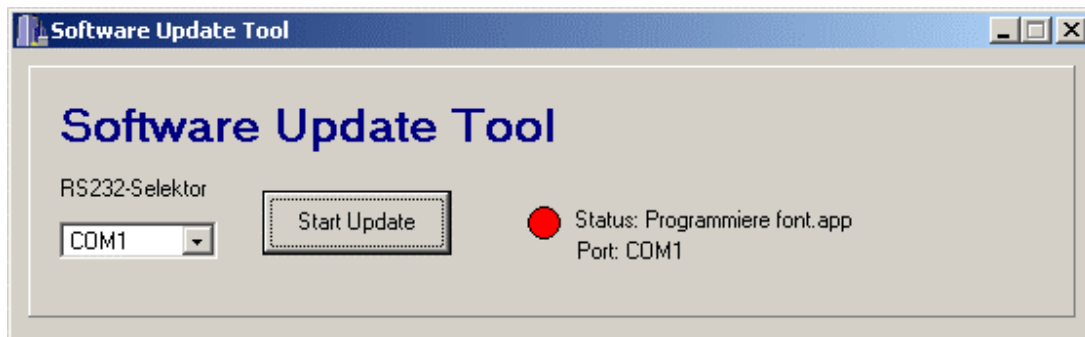 Software Update Tool
Software Update Tool
RS232-Selektor
COM1
Start Update
Status: Programmiere font.app
Port: COM1